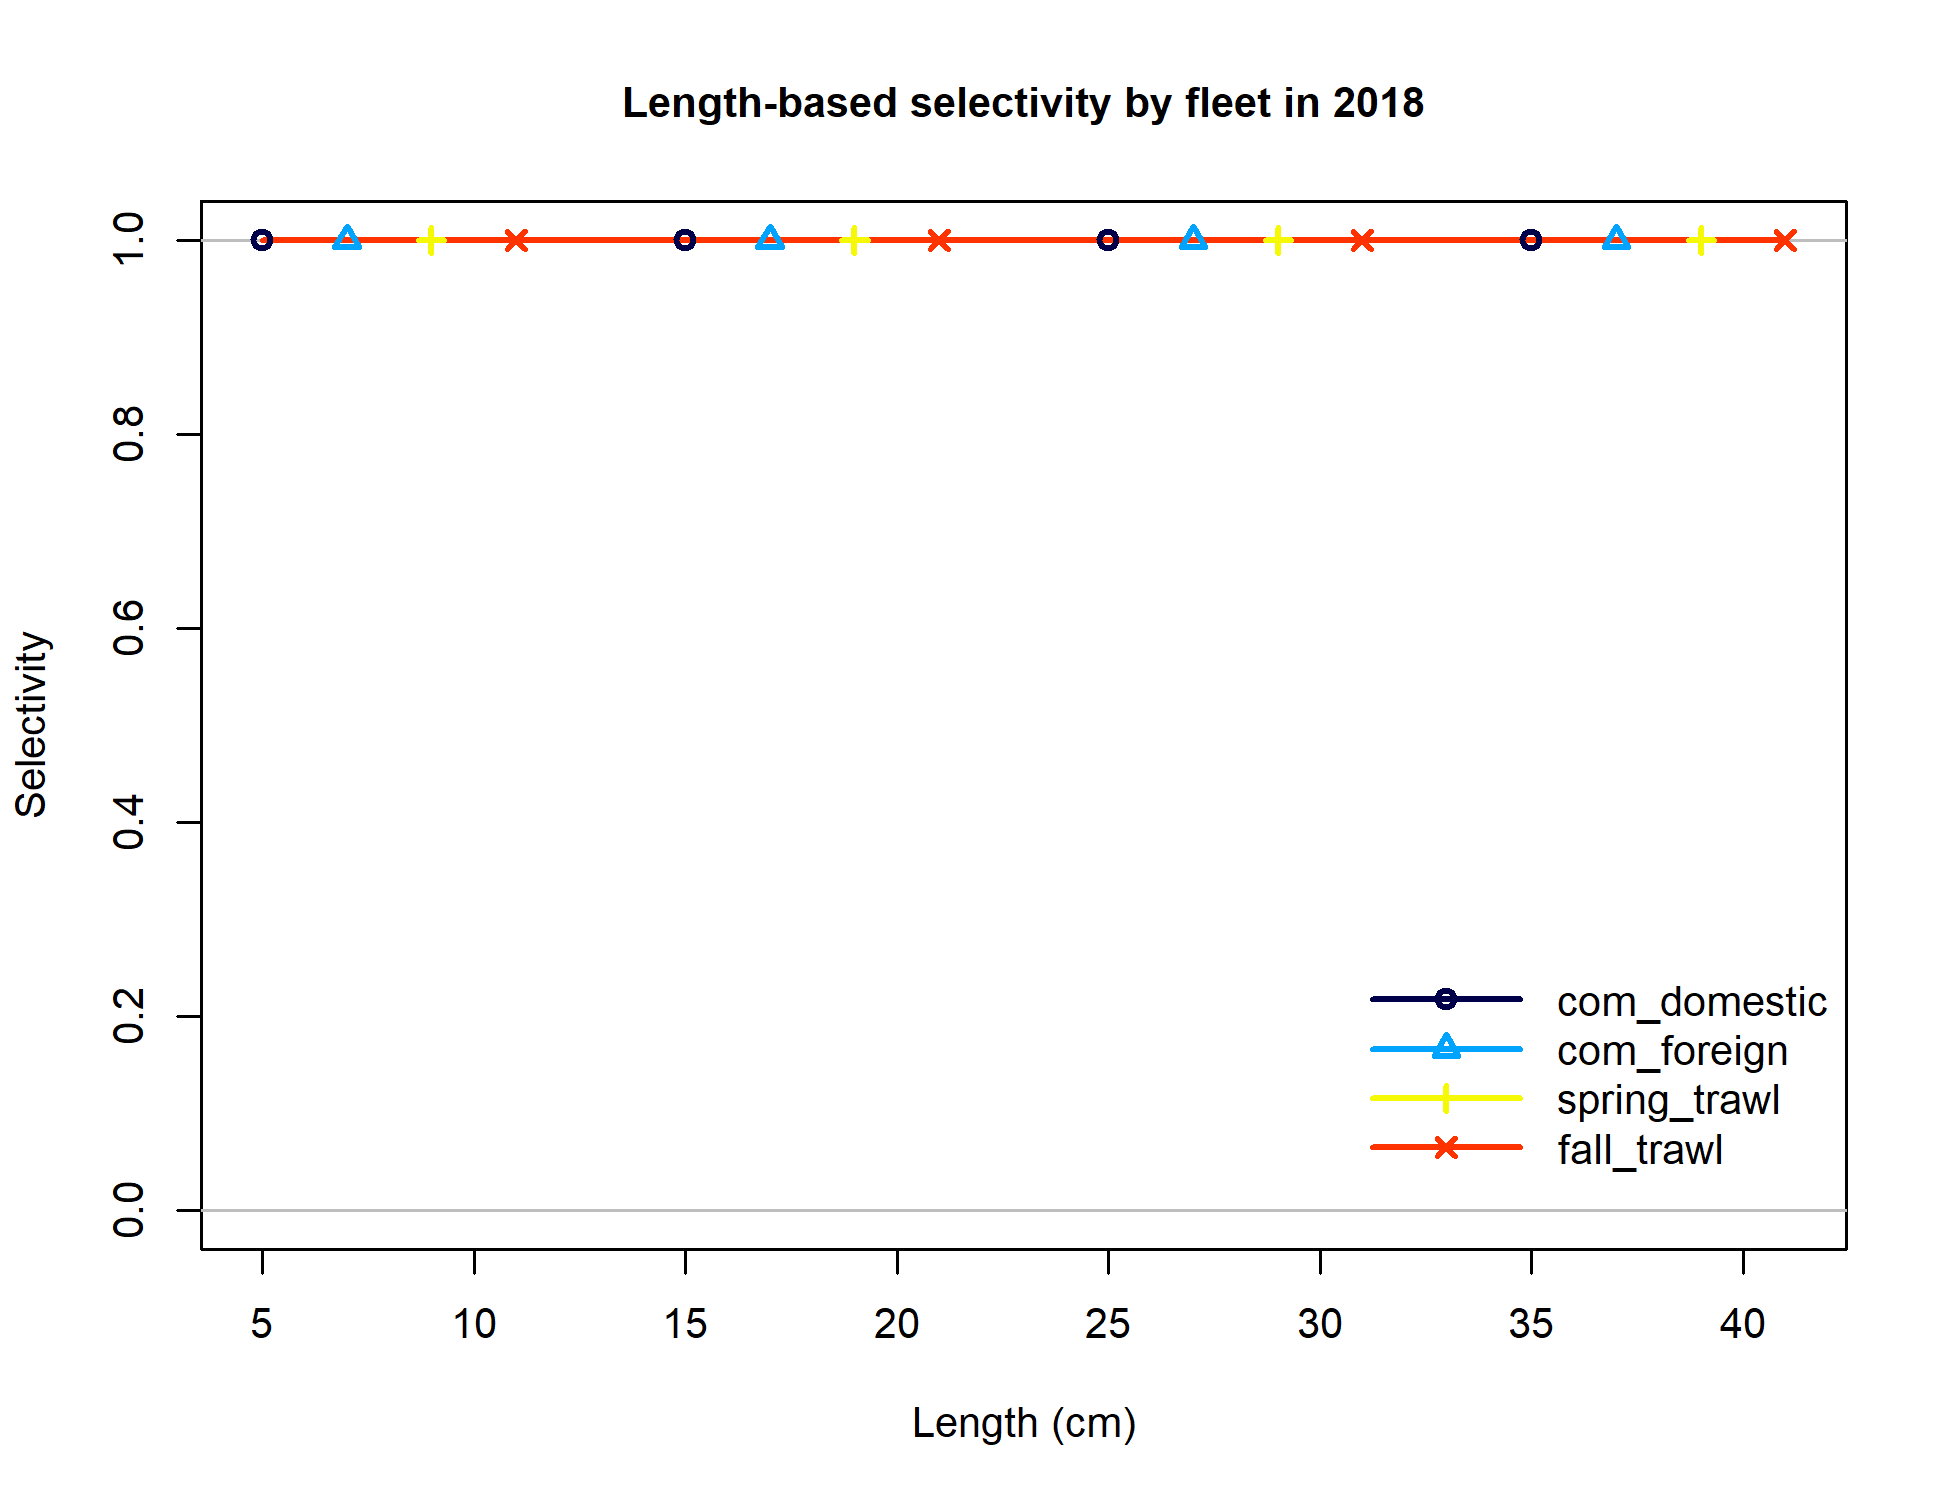 Length-based selectivity by fleet in 2018
1.0
0.8
0.6
0.4
0.2
0.0
Selectivity
com_domestic
com_foreign
spring_trawl
fall_trawl
5 10 15 20 25 30 35 40
Length (cm)